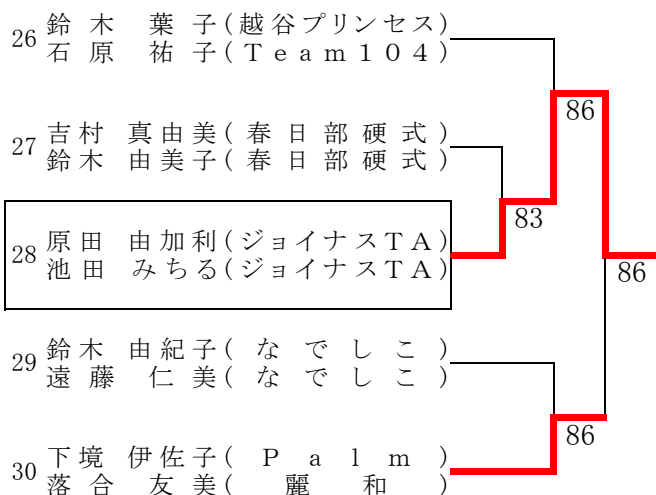 26 鈴木 葉子(越谷プリンセス)
石原 祐子(Team104)
86
27 吉村 真由美(春日部硬式)
鈴木 由美子(春日部硬式)
83
28 原田 由加利(ジョイナスTA)
池田 みちる(ジョイナスTA)
86
29 鈴木 由紀子(なでしこ)
遠藤 仁美(なでしこ)
86
30 下境 伊佐子(Palm)
落合 友美(麗和)